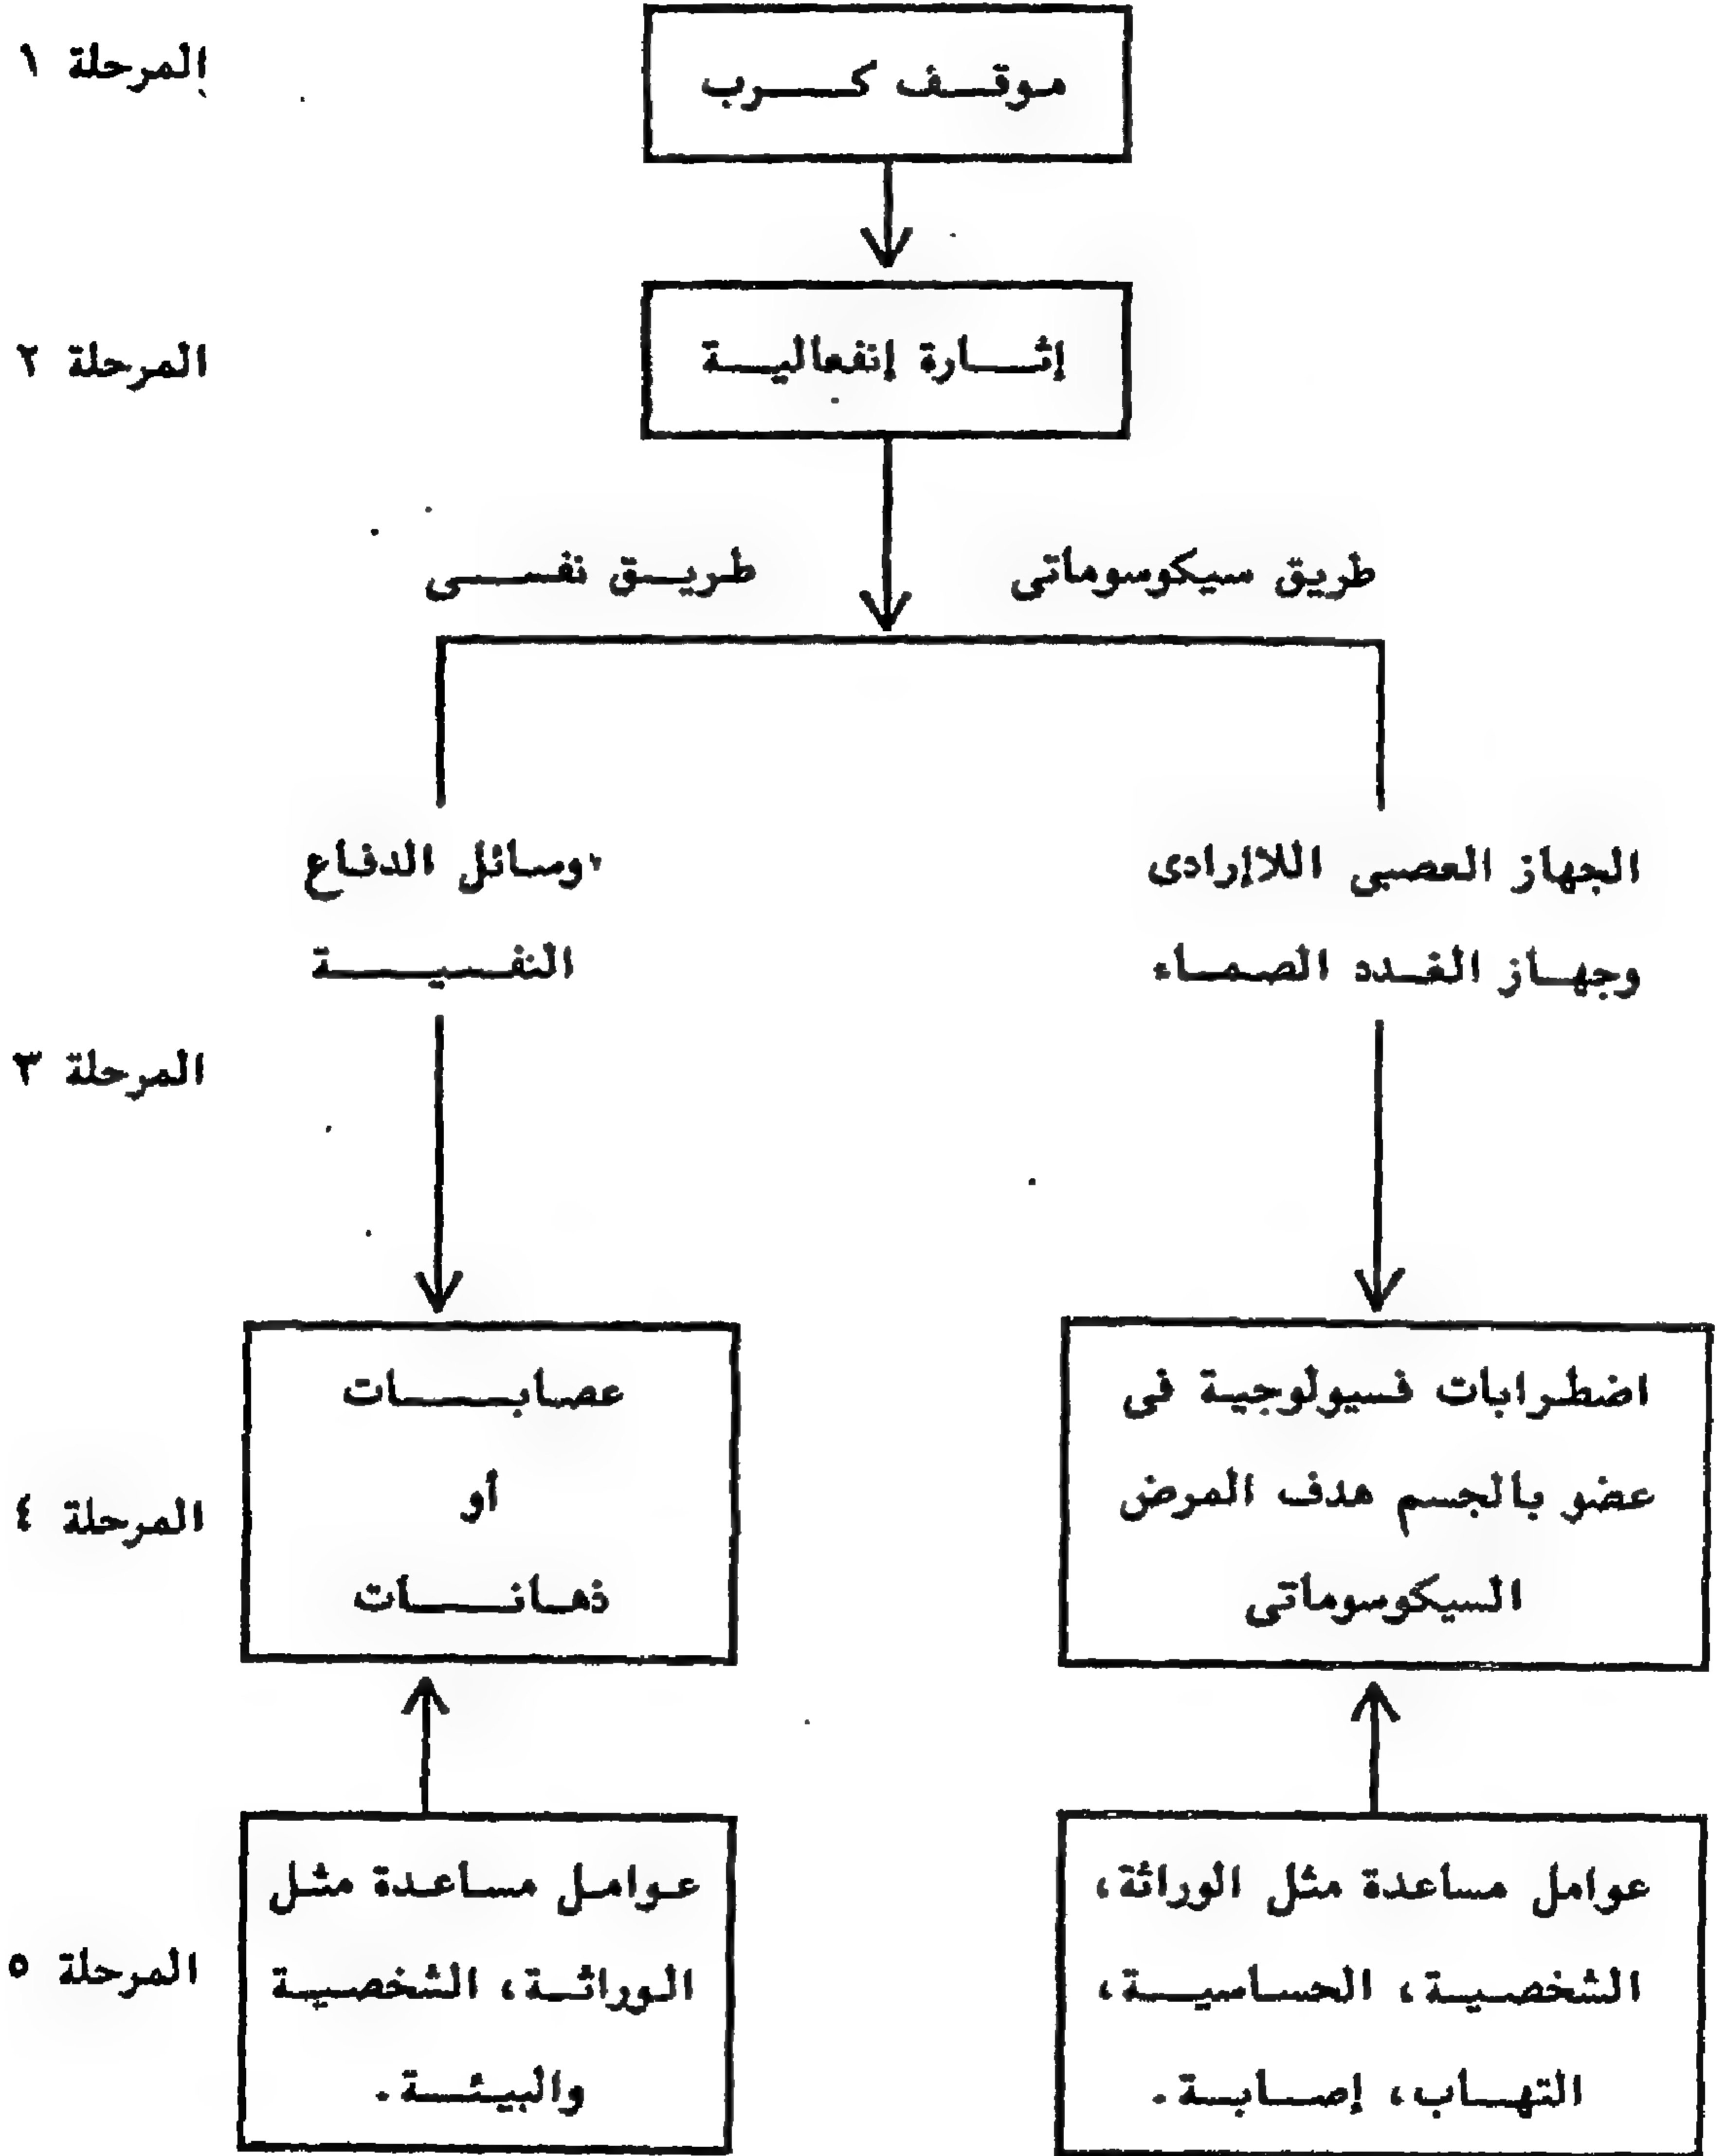 المرحلة ١
موقف كرب
المرحلة ٢
إثارة إنفعالية
طريق سيكوسوماتى
طريق نفسى
الجهاز العصبى اللاإرادى
وجهاز الغدد الصماء
وسائل الدفاع
النفسية
المرحلة ٣
المرحلة ٤
اضطرابات فسيولوجية فى
عضو بالجسم هدف المرض
السيكوسوماتى
عصابات
أو
ذهانات
المرحلة ٥
عوامل مساعدة مثل الوراثة،
الشخصية، الحساسية،
التهاب، إصابة.
عوامل مساعدة مثل
الوراثة، الشخصية
والبيئة.